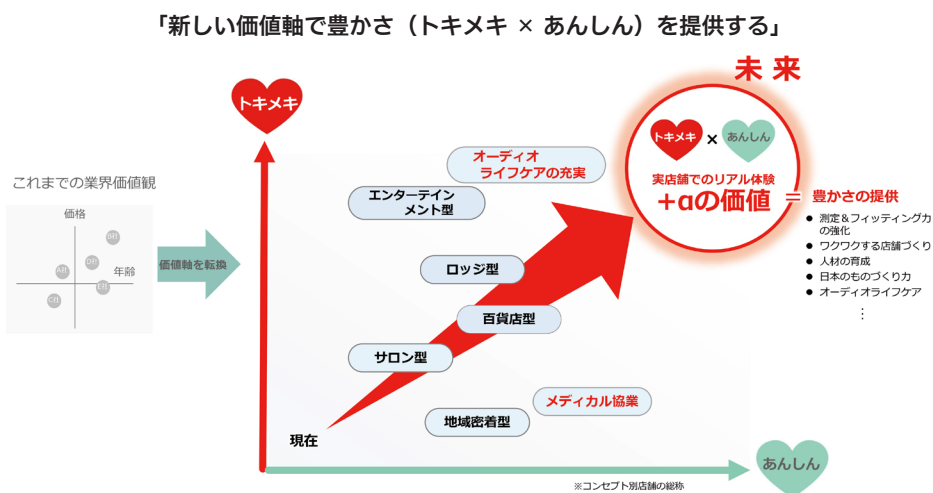 「新しい価値軸で豊かさ（トキメキ × あんしん）を提供する」
未来
トキメキ
トキメキ
×
あんしん
実店舗でのリアル体験
+αの価値
=
豊かさの提供
● 測定＆フィッティング力
の強化
● ワクワクする店舗づくり
● 人材の育成
● 日本のものづくり力
● オーディオライフケア
⋮
これまでの業界価値観
価格
年齢
B社
D社
A社
E社
C社
価値軸を転換
オーディオ
ライフケアの充実
エンターテイン
メント型
ロッジ型
百貨店型
サロン型
メディカル協業
地域密着型
現在
あんしん
※コンセプト別店舗の総称